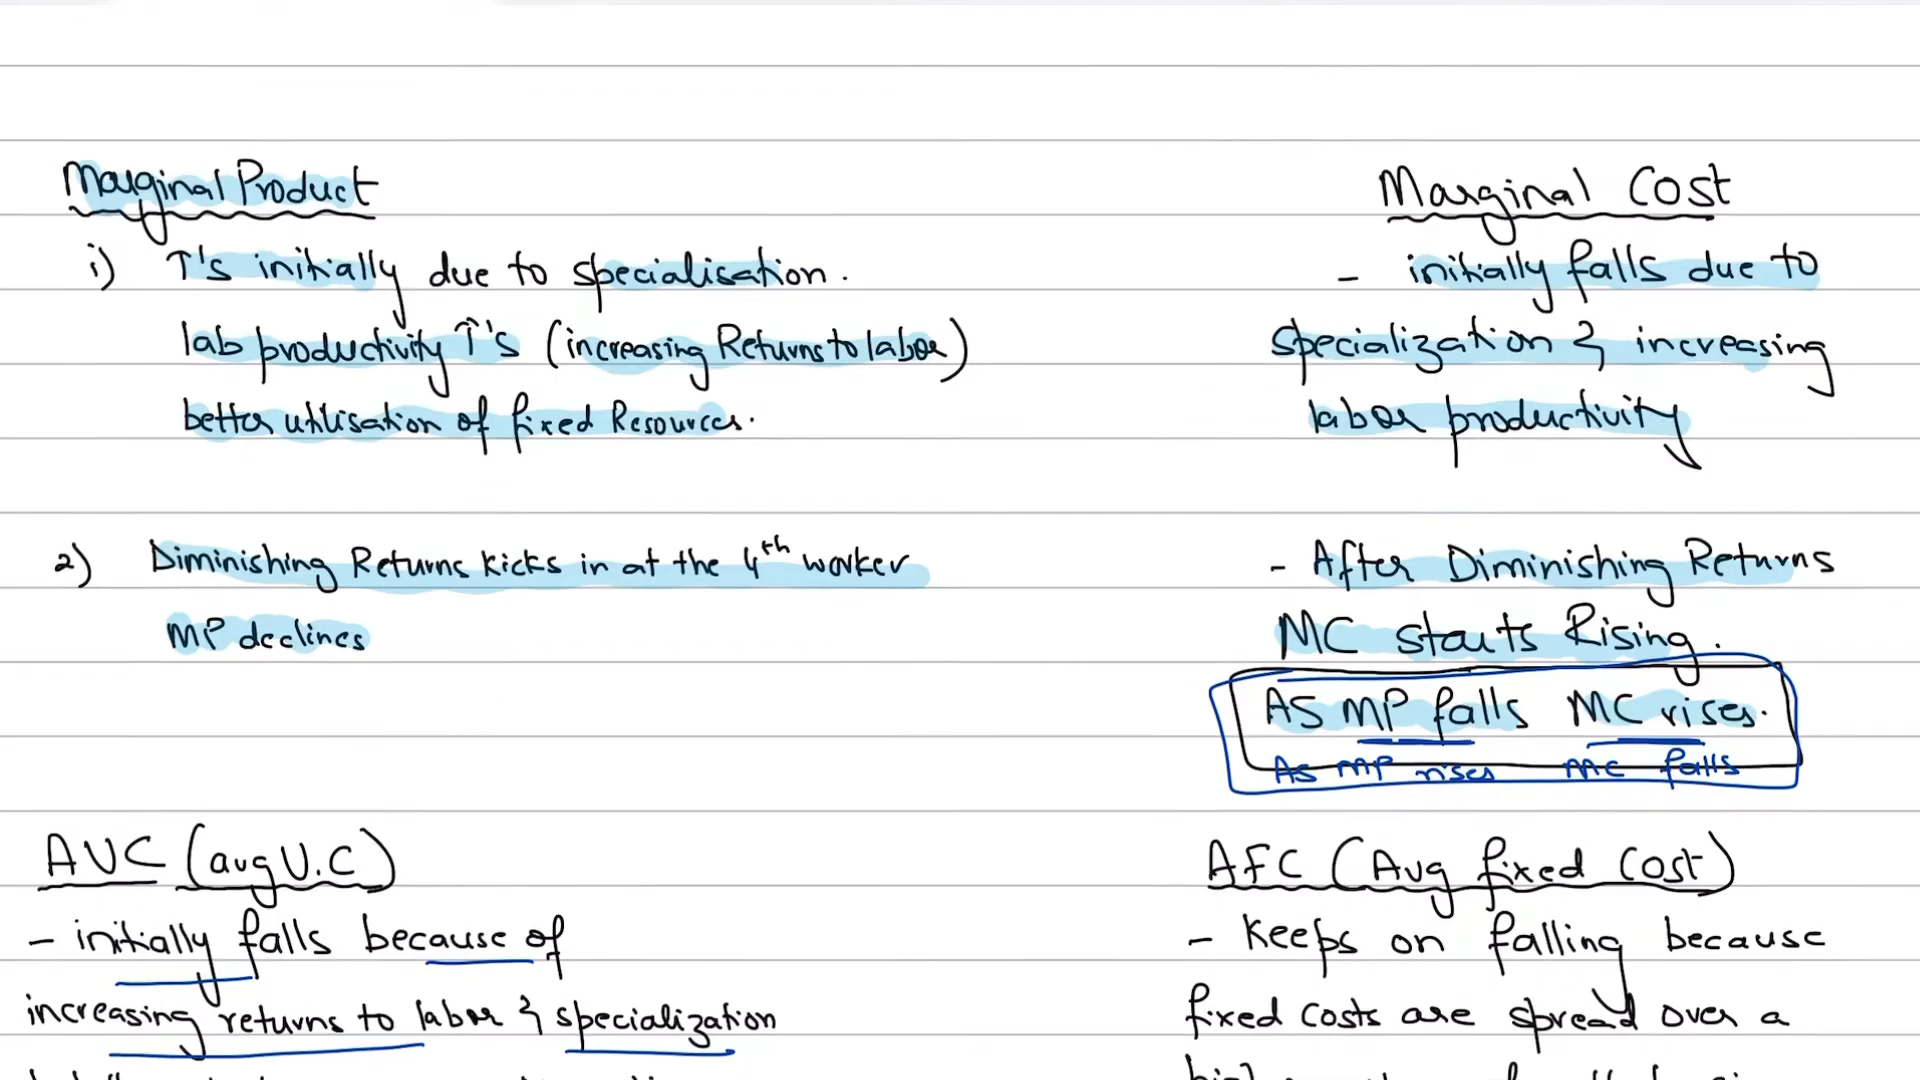 Marginal Product
i) ↑'s initially due to specialisation.
lab productivity ↑'s (increasing Returns to labor)
better utilisation of fixed Resources.
2) Diminishing Returns kicks in at the 4th worker
MP declines
Marginal Cost
- initially falls due to
specialization & increasing
labor productivity
- After Diminishing Returns
MC starts Rising.
AS MP falls MC rises.
As MP rises MC falls
AVC (avg V.C)
- initially falls because of
increasing returns to labor & specialization
AFC (Avg fixed Cost)
- Keeps on falling because
fixed costs are spread over a